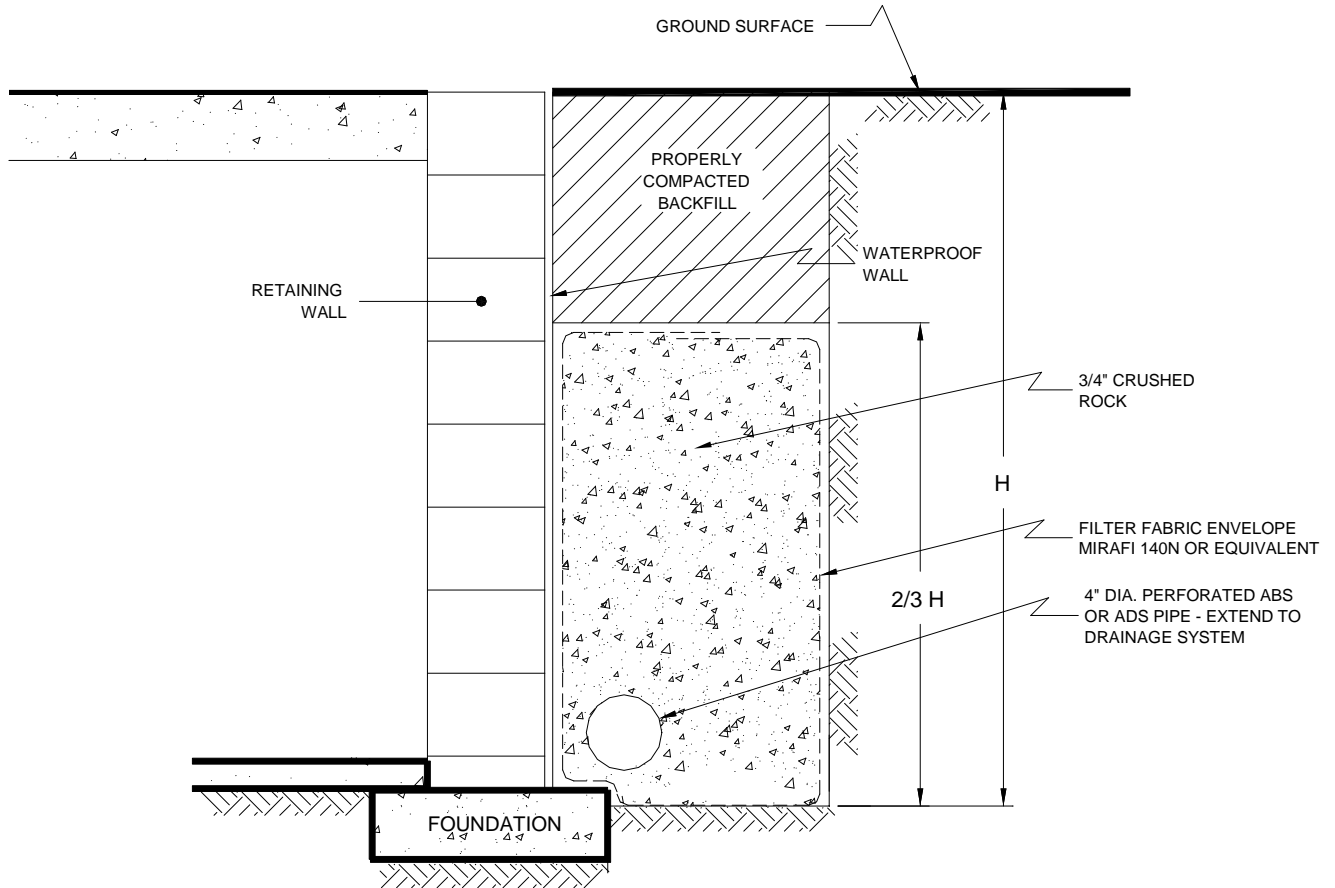 GROUND SURFACE
PROPERLY
COMPACTED
BACKFILL
WATERPROOF
WALL
RETAINING
WALL
3/4" CRUSHED
ROCK
H
FILTER FABRIC ENVELOPE
MIRAFI 140N OR EQUIVALENT
2/3 H
4" DIA. PERFORATED ABS
OR ADS PIPE - EXTEND TO
DRAINAGE SYSTEM
FOUNDATION